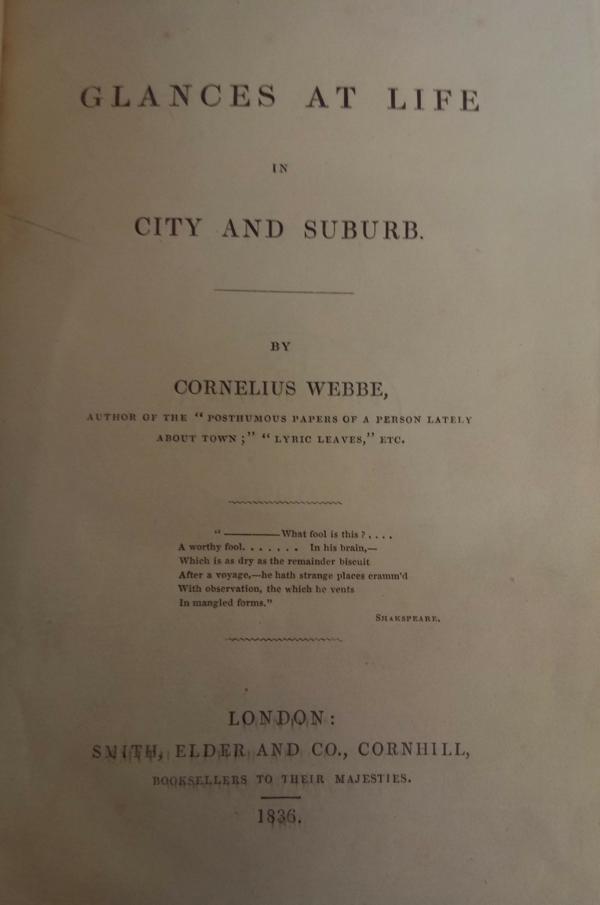 GLANCES AT LIFE
IN
CITY AND SUBURB.
BY
CORNELIUS WEBBE,
AUTHOR OF THE "POSTHUMOUS PAPERS OF A PERSON LATELY
ABOUT TOWN;" "LYRIC LEAVES," ETC.
"————What fool is this?....
A worthy fool....... In his brain,—
Which is as dry as the remainder biscuit
After a voyage,—he hath strange places cramm'd
With observation, the which he vents
In mangled forms."
SHAKSPEARE.
LONDON:
SMITH, ELDER AND CO., CORNHILL,
BOOKSELLERS TO THEIR MAJESTIES.
1836.